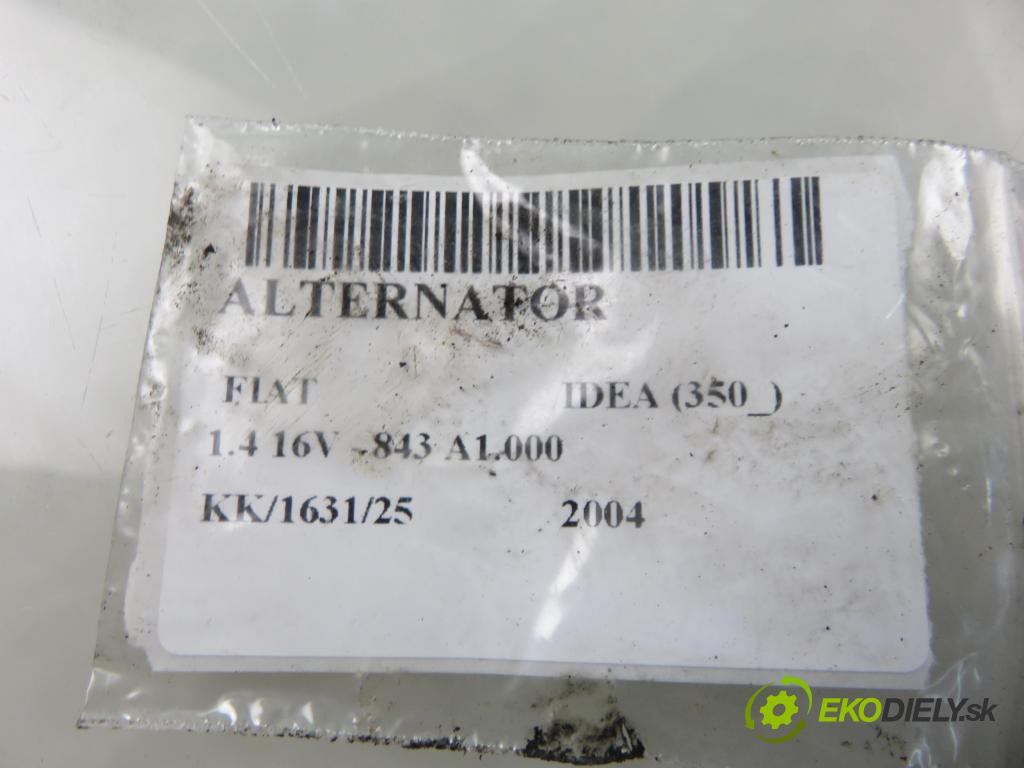 ALTERNATOR
FIAT IDEA (350_)
1.4 16V - 843 A1.000
KK/1631/25 2004
EKODIELY.sk